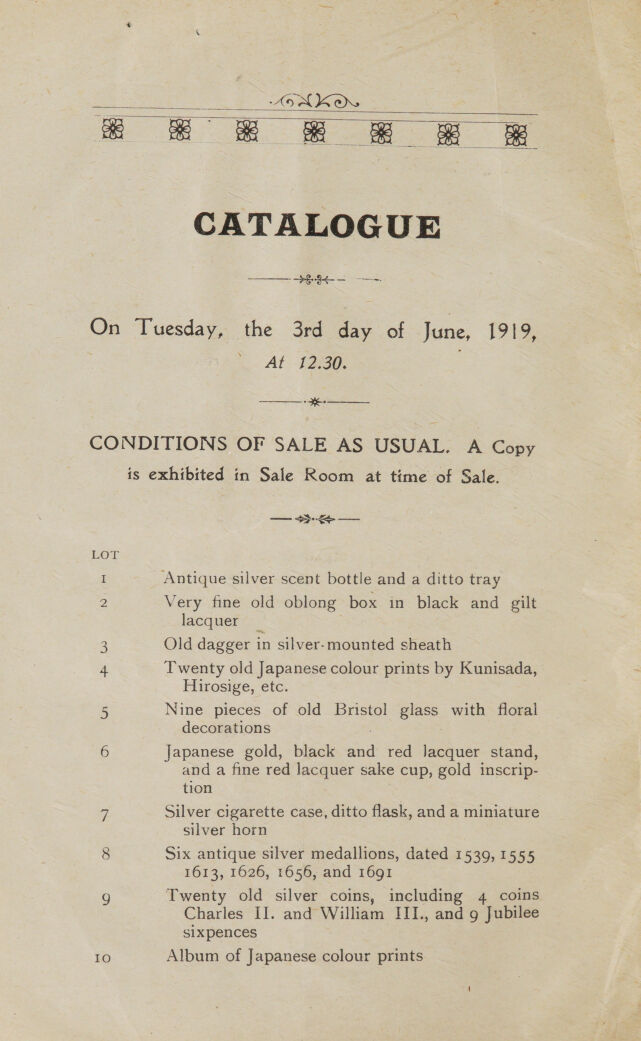 CATALOGUE
On Tuesday, the 3rd day of June, 1919,
At 12.30.
CONDITIONS OF SALE AS USUAL. A Copy
is exhibited in Sale Room at time of Sale.
LOT
1 Antique silver scent bottle and a ditto tray
2 Very fine old oblong box in black and gilt
lacquer
3 Old dagger in silver-mounted sheath
4 Twenty old Japanese colour prints by Kunisada,
Hirosige, etc.
5 Nine pieces of old Bristol glass with floral
decorations
6 Japanese gold, black and red lacquer stand,
and a fine red lacquer sake cup, gold inscrip-
tion
7 Silver cigarette case, ditto flask, and a miniature
silver horn
8 Six antique silver medallions, dated 1539, 1555
1613, 1626, 1656, and 1691
9 Twenty old silver coins, including 4 coins
Charles II. and William III., and 9 Jubilee
sixpences
10 Album of Japanese colour prints